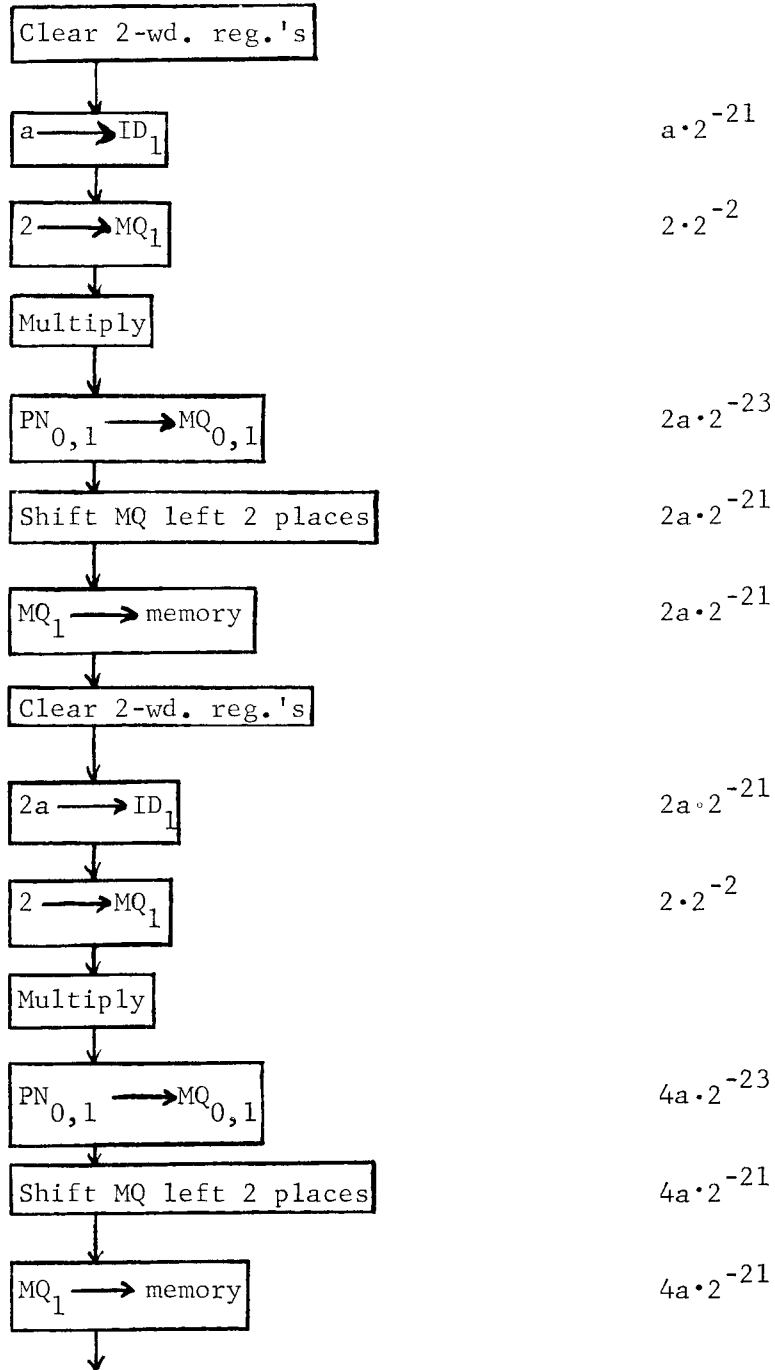 Clear 2-wd. reg.'s
a → ID₁ a·2⁻²¹
2 → MQ₁ 2·2⁻²
Multiply
PN₀,₁ → MQ₀,₁ 2a·2⁻²³
Shift MQ left 2 places 2a·2⁻²¹
MQ₁ → memory 2a·2⁻²¹
Clear 2-wd. reg.'s
2a → ID₁ 2a·2⁻²¹
2 → MQ₁ 2·2⁻²
Multiply
PN₀,₁ → MQ₀,₁ 4a·2⁻²³
Shift MQ left 2 places 4a·2⁻²¹
MQ₁ → memory 4a·2⁻²¹